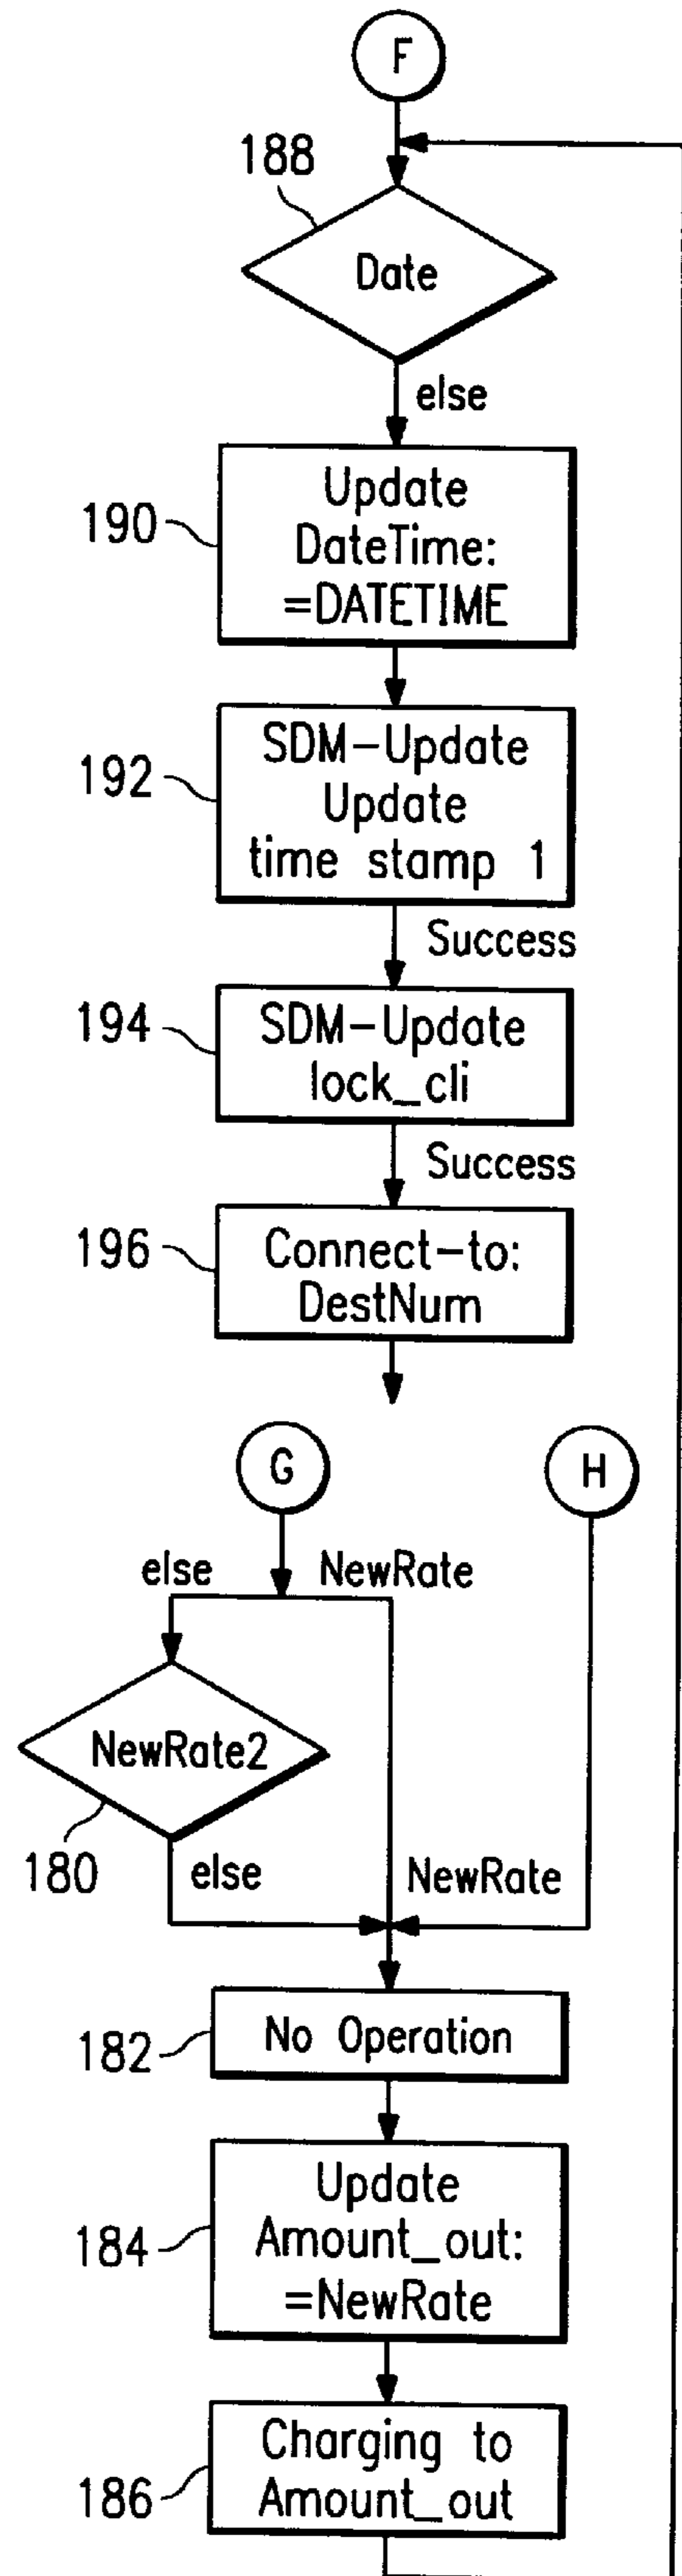 F
188
Date
else
190
Update
DateTime:
=DATETIME
192
SDM-Update
Update
time stamp 1
Success
194
SDM-Update
lock_cli
Success
196
Connect-to:
DestNum
G
H
else
NewRate
NewRate2
180
else
NewRate
182
No Operation
184
Update
Amount_out:
=NewRate
186
Charging to
Amount_out